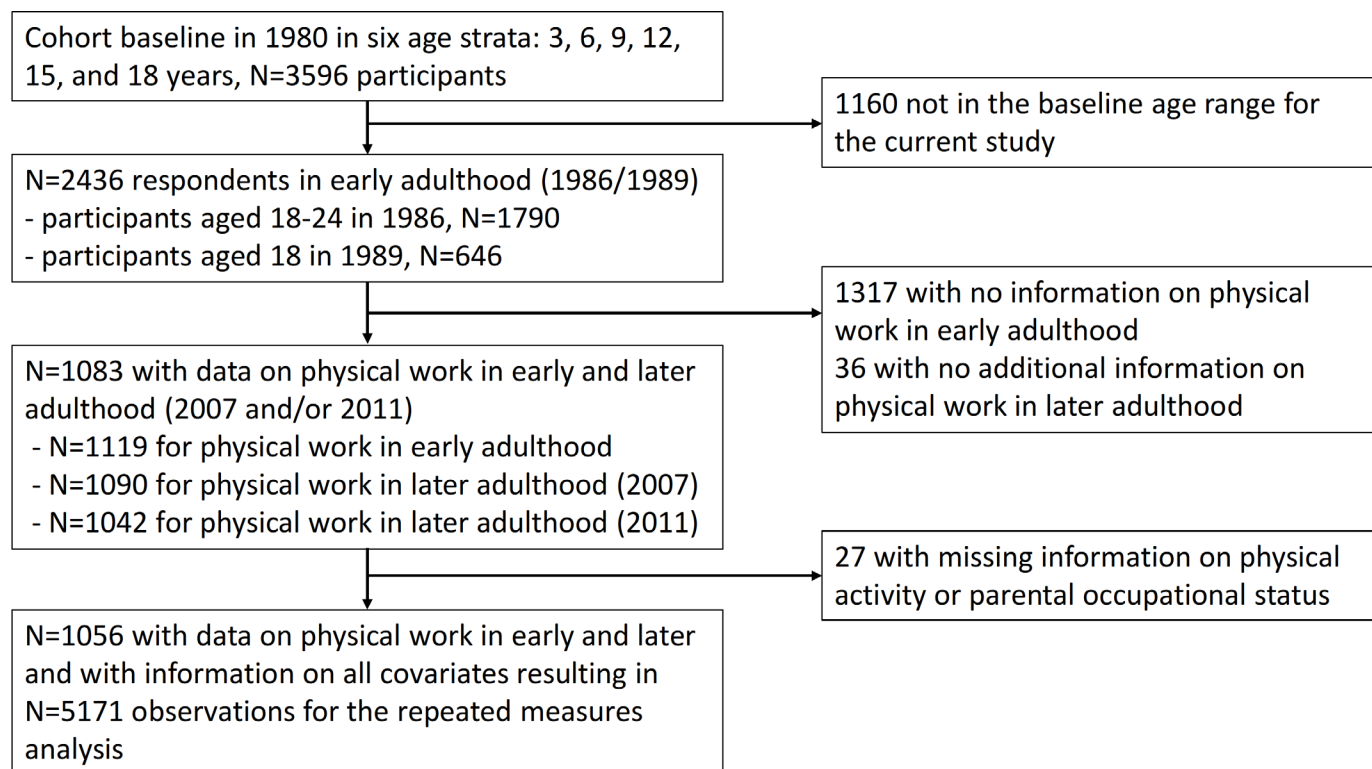 Cohort baseline in 1980 in six age strata: 3, 6, 9, 12,
15, and 18 years, N=3596 participants
1160 not in the baseline age range for
the current study
N=2436 respondents in early adulthood (1986/1989)
- participants aged 18-24 in 1986, N=1790
- participants aged 18 in 1989, N=646
1317 with no information on physical
work in early adulthood
36 with no additional information on
physical work in later adulthood
N=1083 with data on physical work in early and later
adulthood (2007 and/or 2011)
- N=1119 for physical work in early adulthood
- N=1090 for physical work in later adulthood (2007)
- N=1042 for physical work in later adulthood (2011)
27 with missing information on physical
activity or parental occupational status
N=1056 with data on physical work in early and later
and with information on all covariates resulting in
N=5171 observations for the repeated measures
analysis